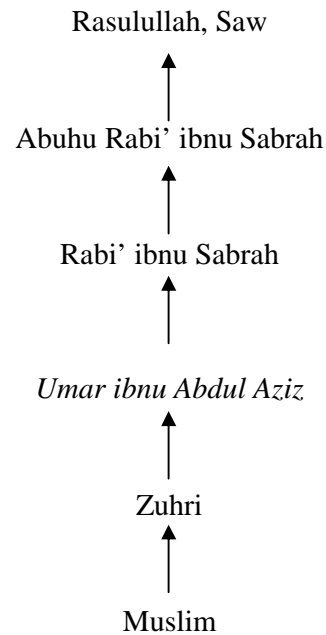 Rasulullah, Saw
Abuhu Rabi’ ibnu Sabrah
Rabi’ ibnu Sabrah
Umar ibnu Abdul Aziz
Zuhri
Muslim